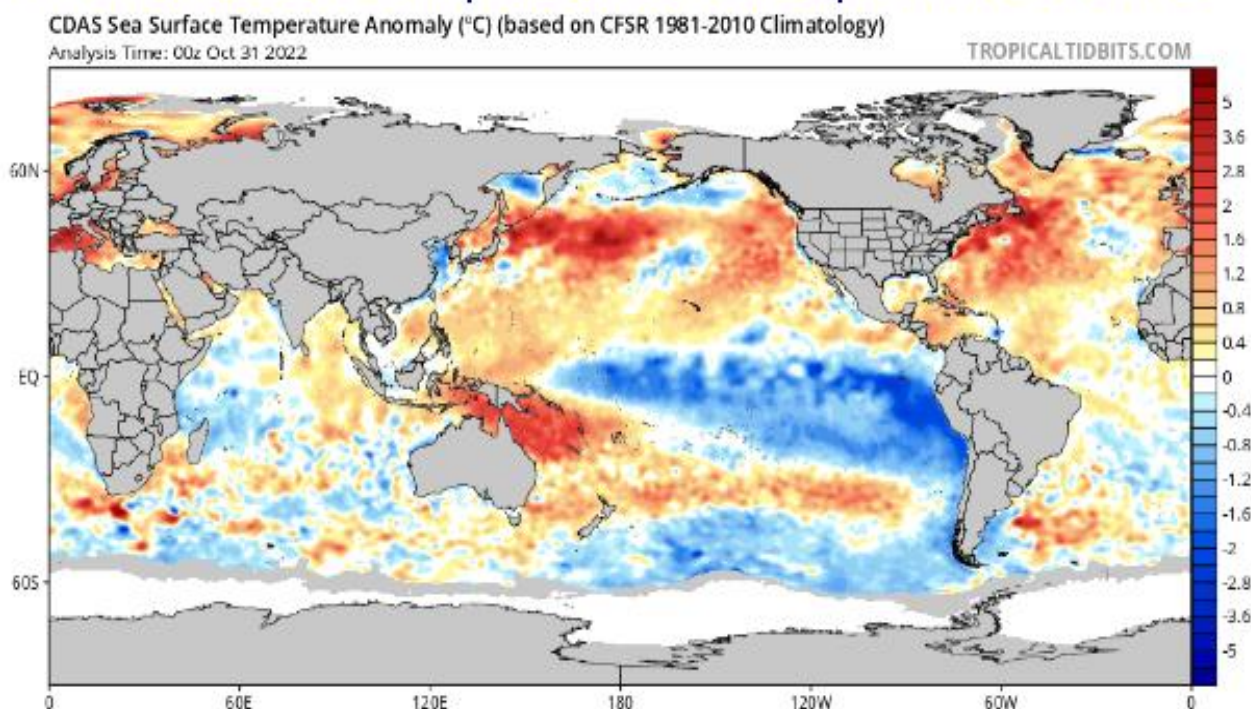 CDAS Sea Surface Temperature Anomaly (°C) (based on CFSR 1981-2010 Climatology)
Analysis Time: 00z Oct 31 2022
TROPICALTIDBITS.COM
60N
EQ
60S
0
60E
120E
180
120W
60W
0
5
3.6
2.8
2
1.6
1.2
0.8
0.4
0
-0.4
-0.8
-1.2
-1.6
-2
-2.8
-3.6
-5